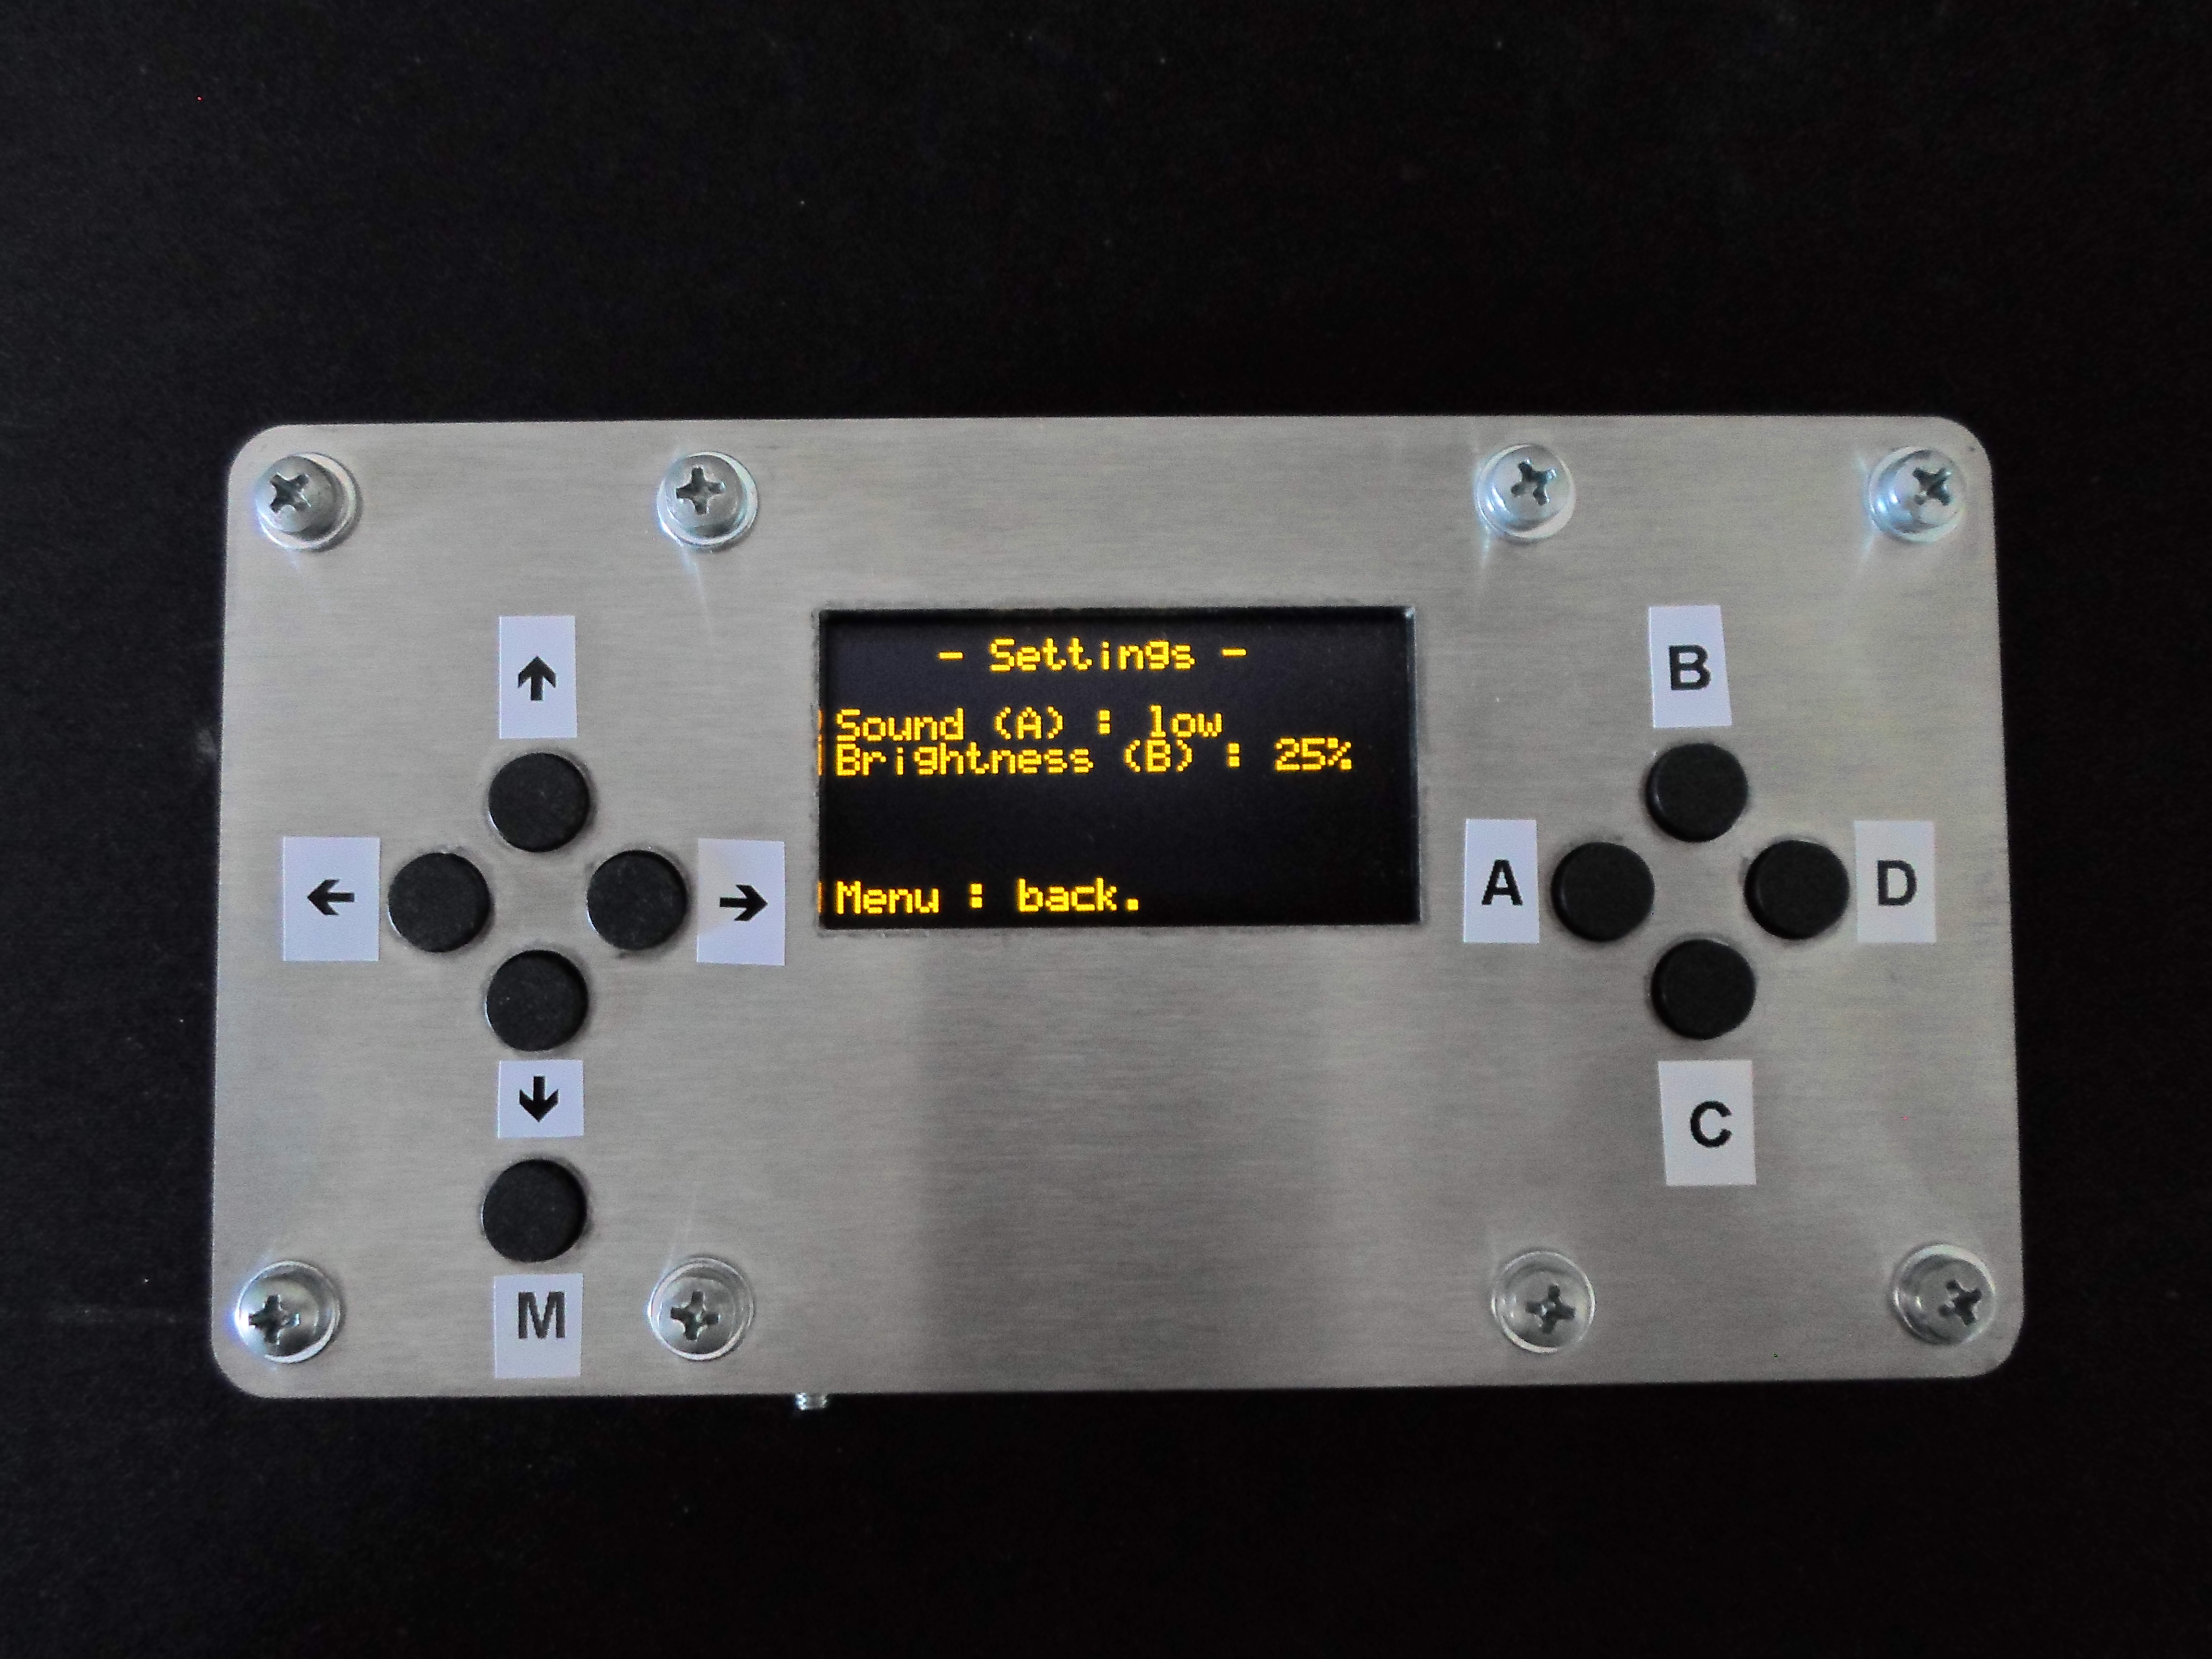 - Settings -
Sound (A) : low
Brightness (B) : 25%
Menu : back.
↑
←
→
↓
M
B
A
D
C